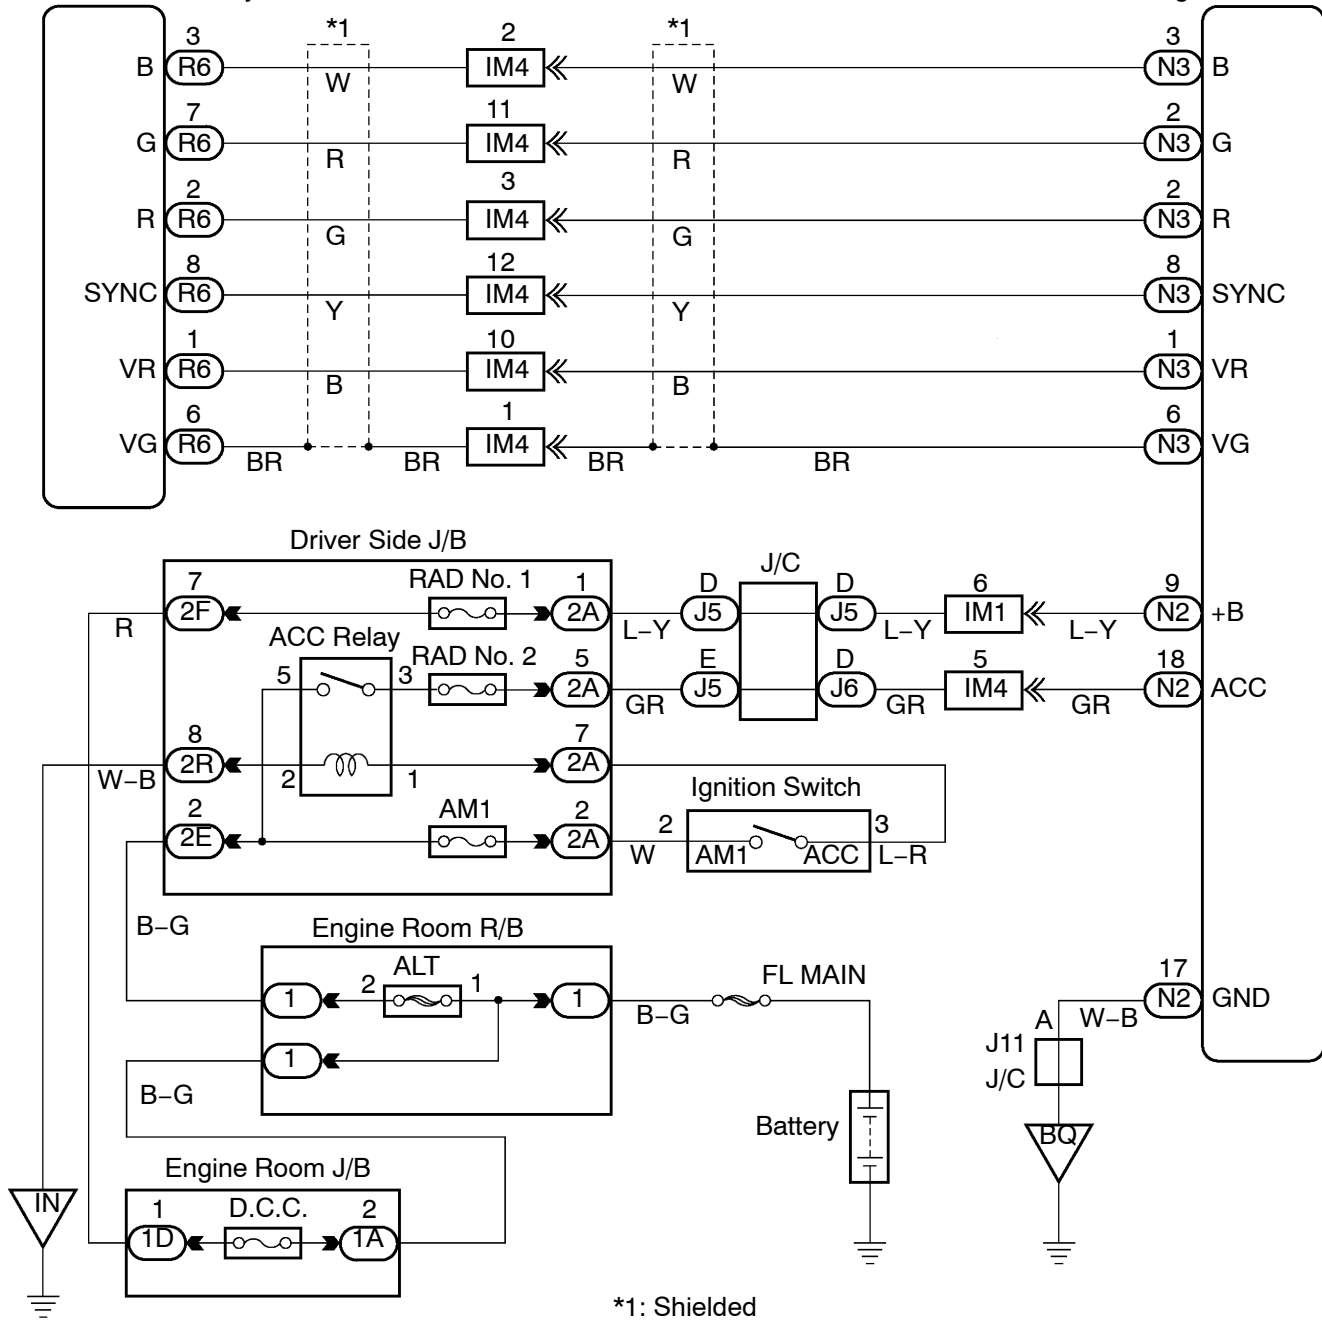 *1 2 *1
3 3
B R6 W IM4 W N3 B
7 11 2
G R6 R IM4 R N3 G
2 3 2
R R6 G IM4 G N3 R
8 12 8
SYNC R6 Y IM4 Y N3 SYNC
1 10 1
VR R6 B IM4 B N3 VR
6 1 6
VG R6 IM4 N3 VG
BR BR BR BR
Driver Side J/B
J/C
7 RAD No. 1 1 D D 6 9
2F 2A J5 J5 IM1 N2 +B
R L-Y L-Y L-Y
ACC Relay
5 3 RAD No. 2 5 E D 5 18
2A J5 J6 IM4 N2 ACC
GR GR GR
8 7
2R 2 1 2A
W-B
Ignition Switch
2 AM1 2 2 3
2E 2A W AM1 ACC L-R
B-G
Engine Room R/B
ALT FL MAIN 17
1 2 1 1 N2 GND
B-G A W-B
J11
J/C
1
B-G
Battery BQ
Engine Room J/B
IN 1 D.C.C. 2
1D 1A
*1: Shielded